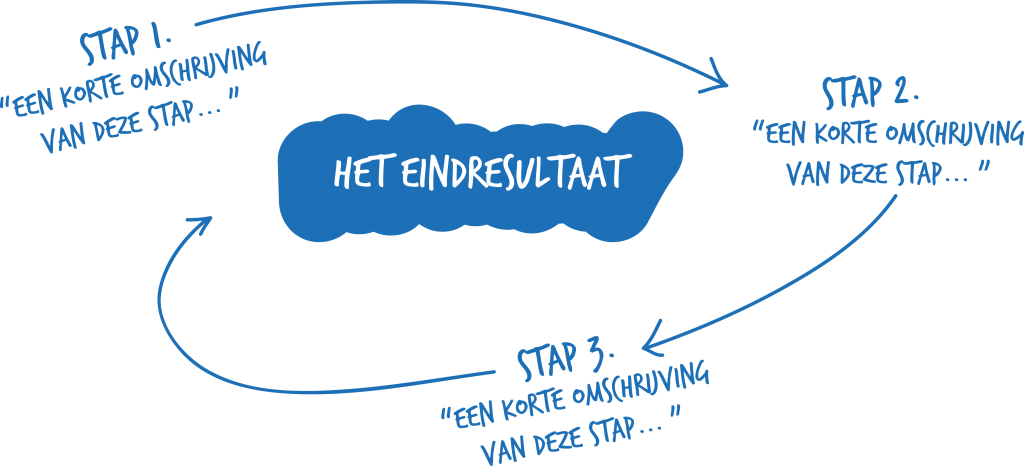 STAP 1.
"EEN KORTE OMSCHRIJVING
VAN DEZE STAP... "
STAP 2.
"EEN KORTE OMSCHRIJVING
VAN DEZE STAP... "
HET EINDRESULTAAT
STAP 3.
"EEN KORTE OMSCHRIJVING
VAN DEZE STAP... "